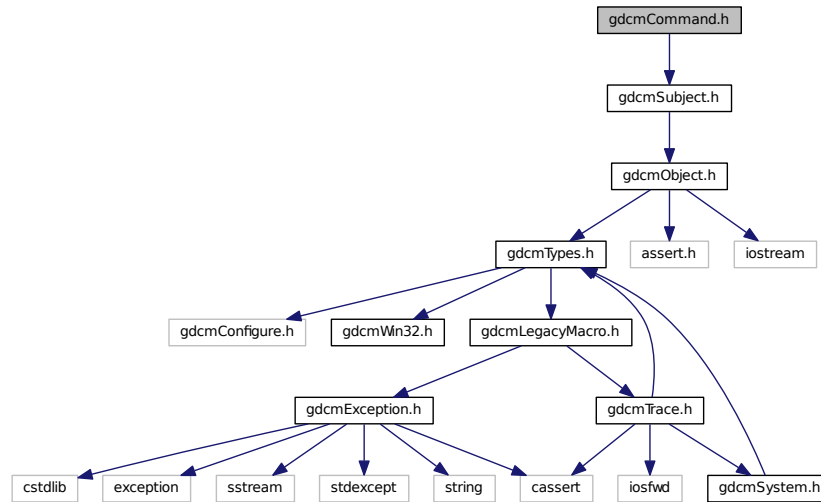 gdcmCommand.h
gdcmSubject.h
gdcmObject.h
gdcmTypes.h
assert.h
iostream
gdcmConfigure.h
gdcmWin32.h
gdcmLegacyMacro.h
gdcmException.h
gdcmTrace.h
cstdlib
exception
sstream
stdexcept
string
cassert
iosfwd
gdcmSystem.h